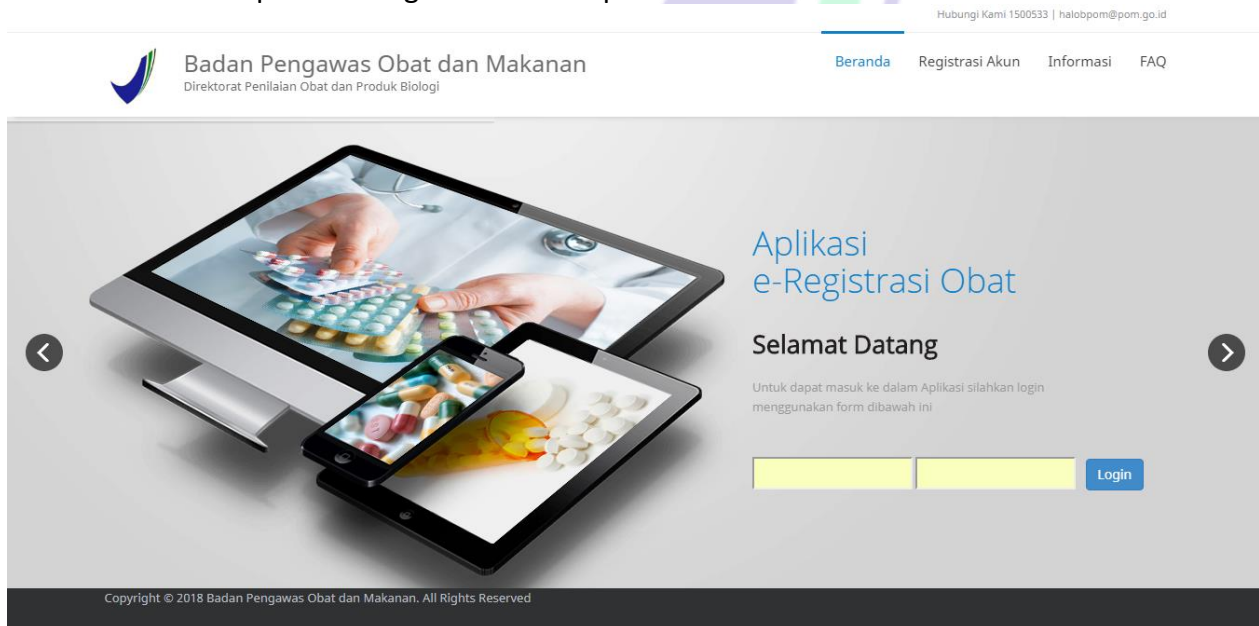 Hubungi Kami 1500533 | halobpom@pom.go.id
Badan Pengawas Obat dan Makanan
Direktorat Penilaian Obat dan Produk Biologi
Beranda Registrasi Akun Informasi FAQ
Aplikasi
e-Registrasi Obat
Selamat Datang
Untuk dapat masuk ke dalam Aplikasi silahkan login
menggunakan form dibawah ini
Login
Copyright © 2018 Badan Pengawas Obat dan Makanan. All Rights Reserved